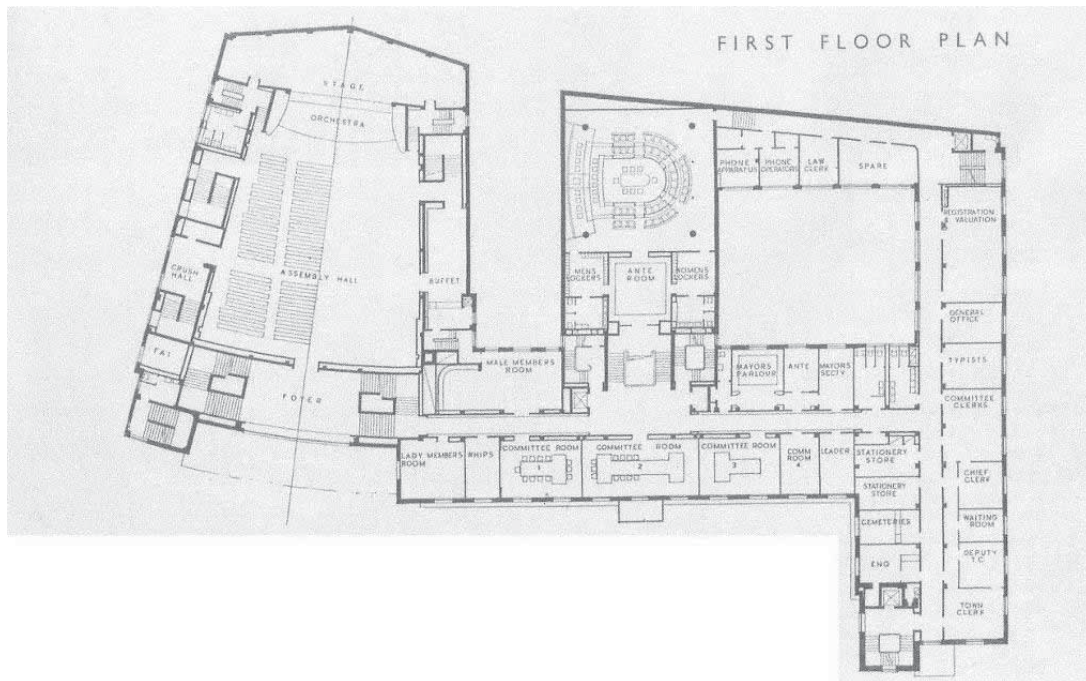 FIRST FLOOR PLAN
STAGE
ORCHESTRA
ASSEMBLY HALL
CRUSH
HALL
BUFFET
FOYER
MALE MEMBERS
ROOM
MENS
LOCKERS
ANTE
ROOM
WOMENS
LOCKERS
PHONE
APPARATUS
PHONE
OPERATORS
LAW
CLERK
SPARE
REGISTRATION
& VALUATION
GENERAL
OFFICE
TYPISTS
COMMITTEE
CLERKS
MAYORS
PARLOUR
ANTE
MAYORS
SECTY
LADY MEMBERS
ROOM
WHIPS
COMMITTEE ROOM
1
COMMITTEE ROOM
2
COMMITTEE ROOM
3
COMM
ROOM
4
LEADER
STATIONERY
STORE
STATIONERY
STORE
CEMETERIES
ENQ
CHIEF
CLERK
WAITING
ROOM
DEPUTY
T.C
TOWN
CLERK